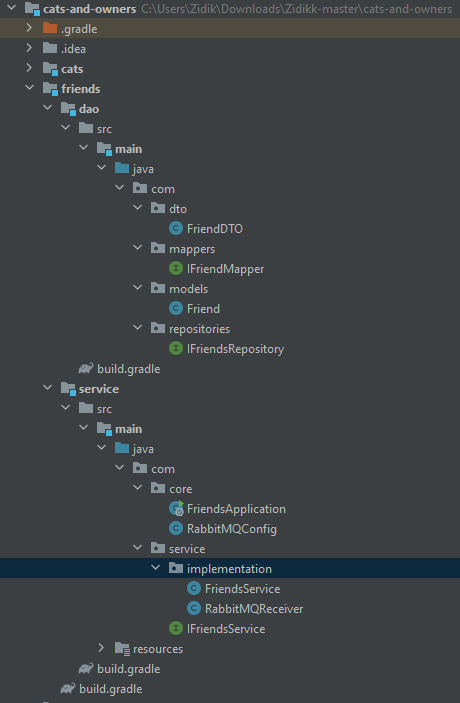 cats-and-owners C:\Users\Zidik\Downloads\Zidikk-master\cats-and-owners
.gradle
.idea
cats
friends
dao
src
main
java
com
dto
FriendDTO
mappers
IFriendMapper
models
Friend
repositories
IFriendsRepository
build.gradle
service
src
main
java
com
core
FriendsApplication
RabbitMQConfig
service
implementation
FriendsService
RabbitMQReceiver
IFriendsService
resources
build.gradle
build.gradle